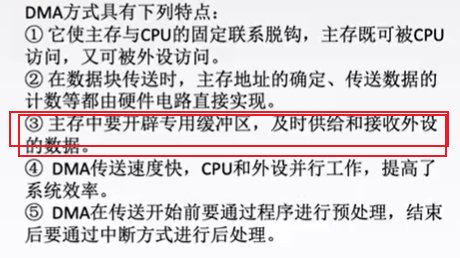 DMA方式具有下列特点：
① 它使主存与CPU的固定联系脱钩，主存既可被CPU
访问，又可被外设访问。
② 在数据块传送时，主存地址的确定、传送数据的
计数等都由硬件电路直接实现。
③ 主存中要开辟专用缓冲区，及时供给和接收外设
的数据。
④ DMA传送速度快，CPU和外设并行工作，提高了
系统效率。
⑤ DMA在传送开始前要通过程序进行预处理，结束
后要通过中断方式进行后处理。